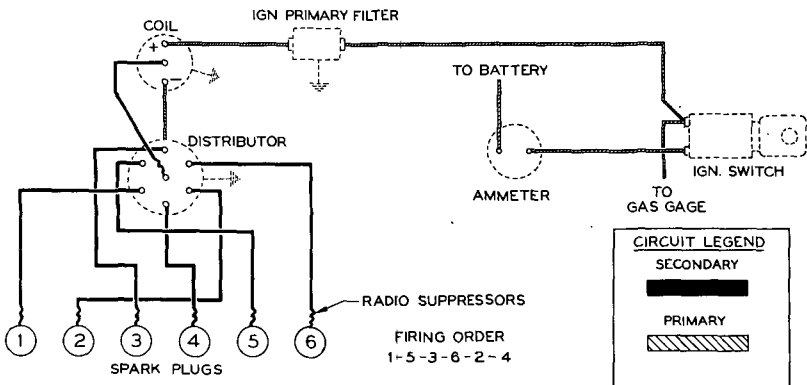 IGN PRIMARY FILTER
COIL
+
−
TO BATTERY
DISTRIBUTOR
AMMETER
IGN. SWITCH
TO
GAS GAGE
CIRCUIT LEGEND
SECONDARY
PRIMARY
RADIO SUPPRESSORS
1 2 3 4 5 6
SPARK PLUGS
FIRING ORDER
1-5-3-6-2-4